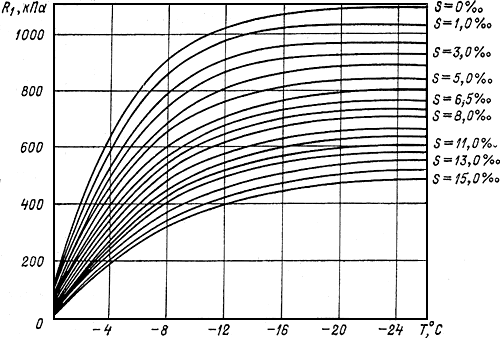 R₁, кПа
1000
800
600
400
200
0
-4 -8 -12 -16 -20 -24 T,°C
S=0‰
S=1,0‰
S=3,0‰
S=5,0‰
S=6,5‰
S=8,0‰
S=11,0‰
S=13,0‰
S=15,0‰